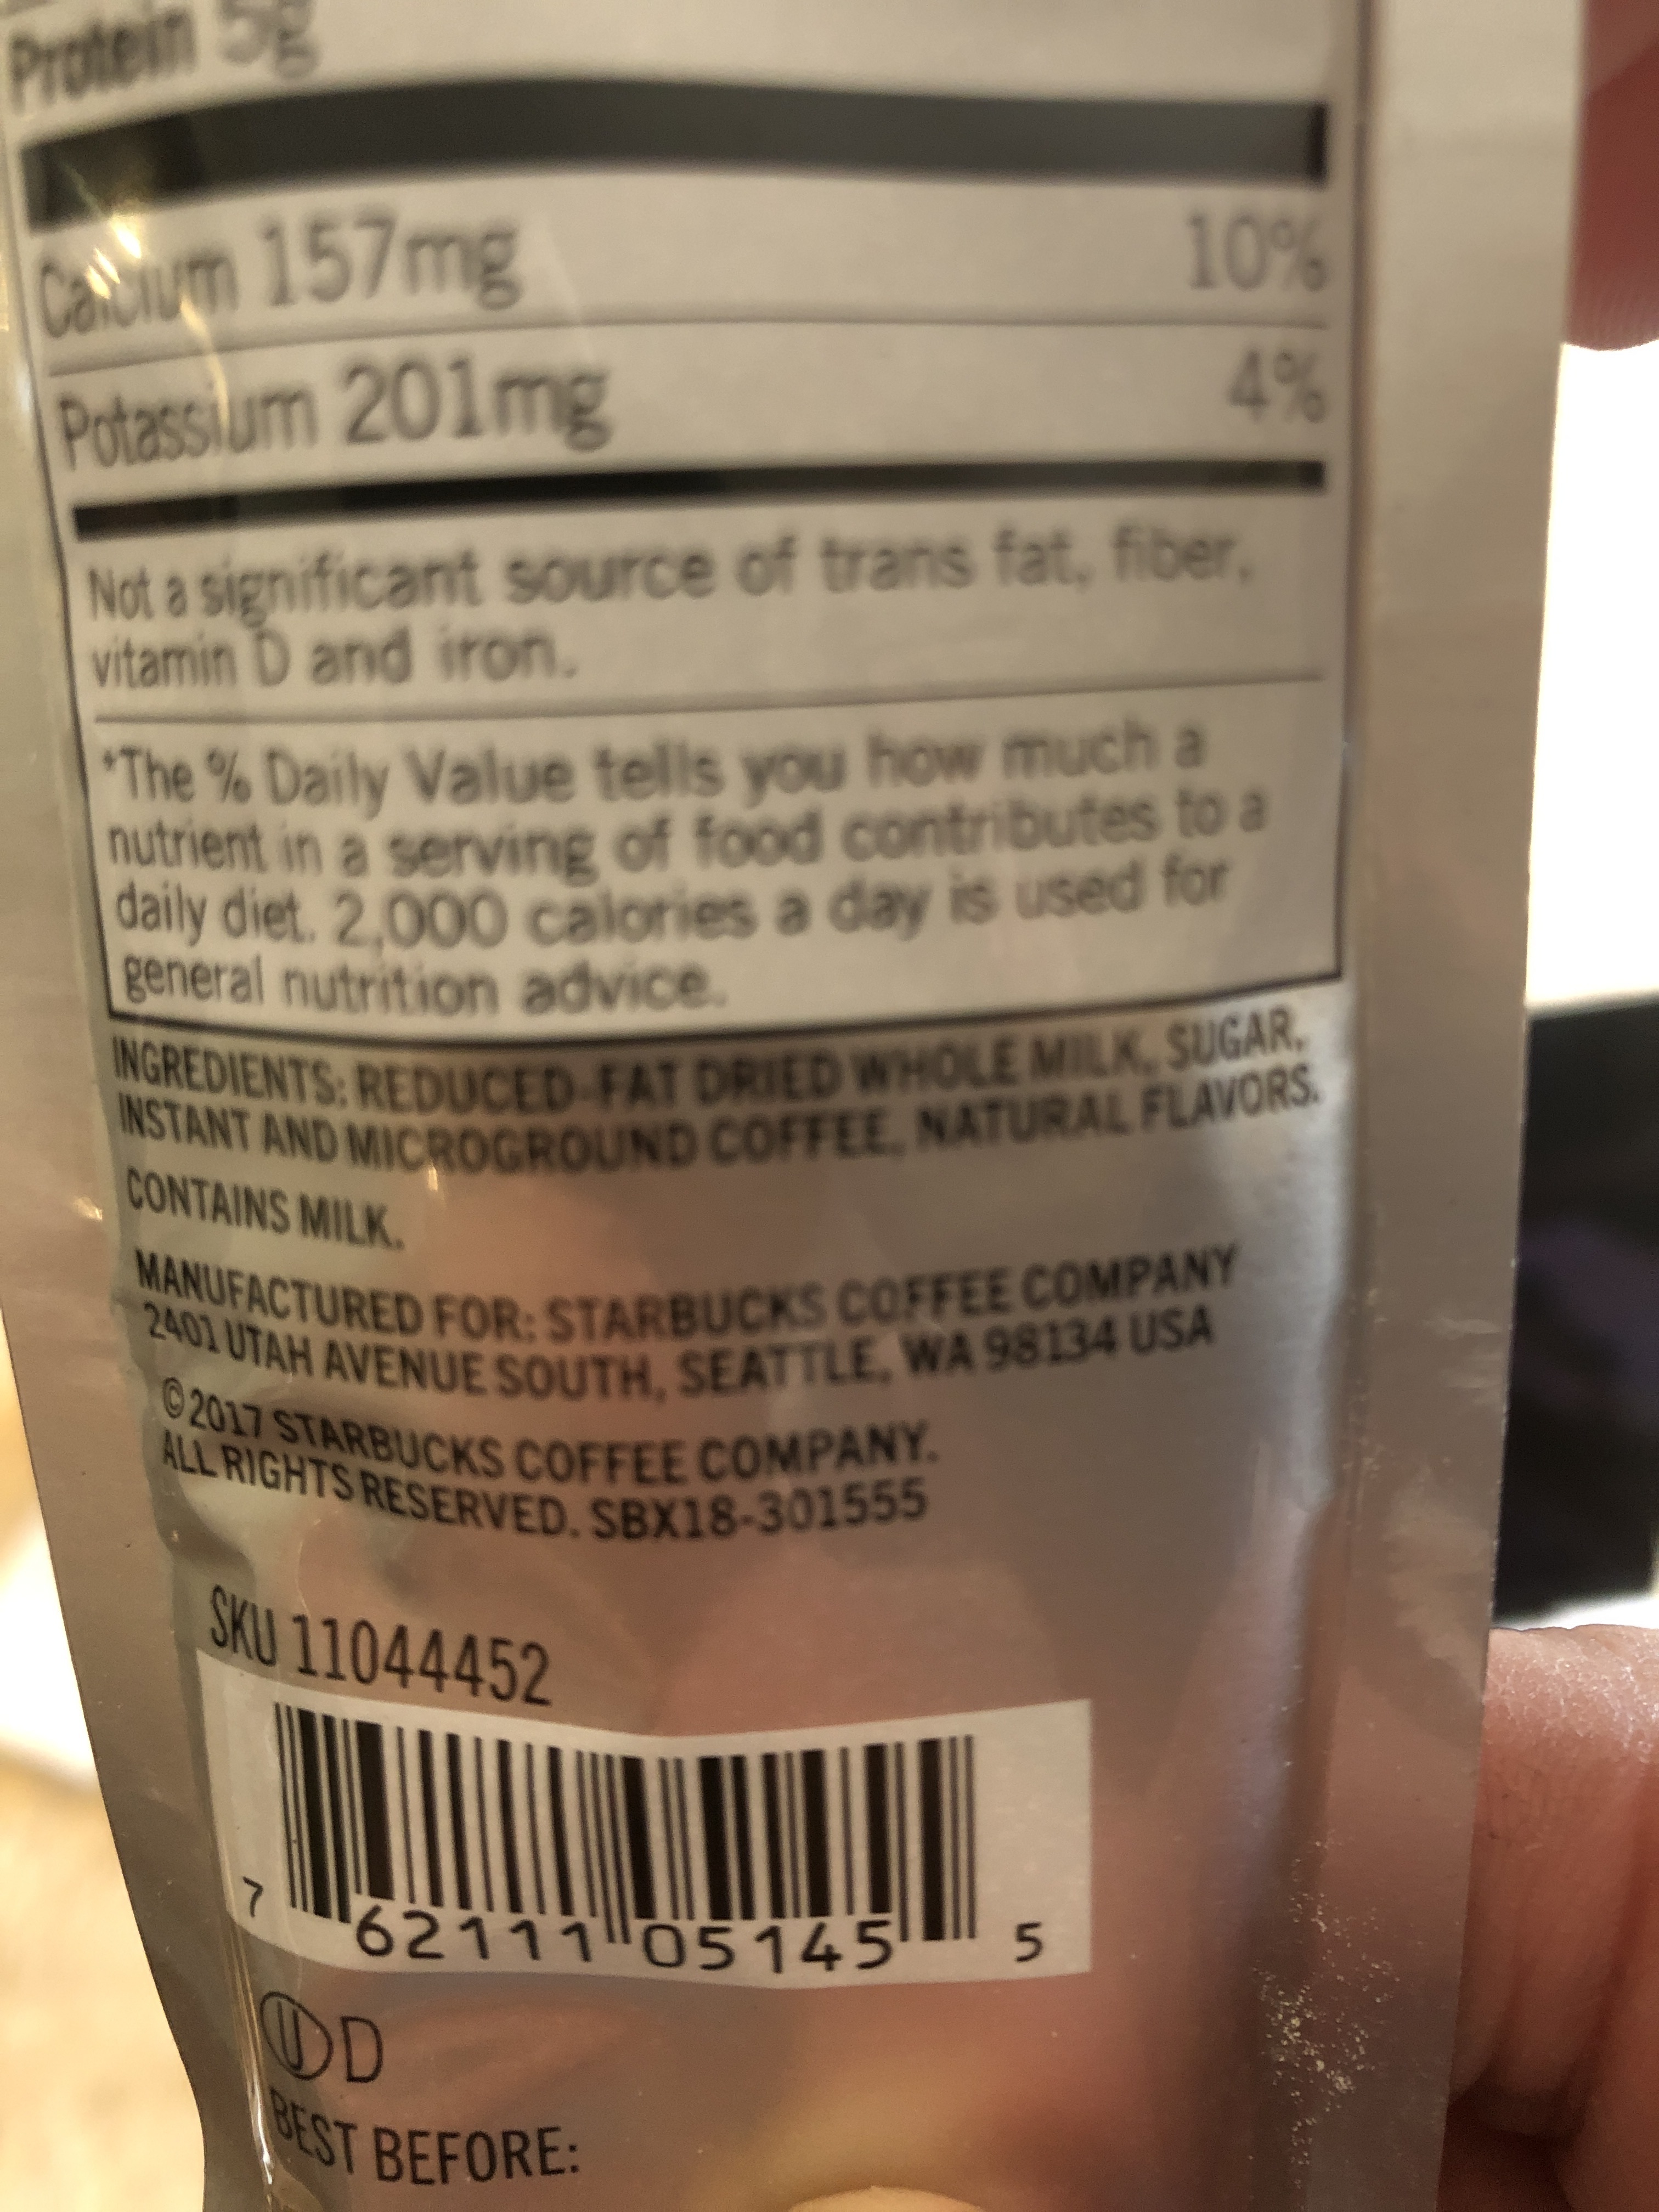 Protein 5g
Calcium 157mg 10%
Potassium 201mg 4%
Not a significant source of trans fat, fiber,
vitamin D and iron.
*The % Daily Value tells you how much a
nutrient in a serving of food contributes to a
daily diet. 2,000 calories a day is used for
general nutrition advice.
INGREDIENTS: REDUCED-FAT DRIED WHOLE MILK, SUGAR,
INSTANT AND MICROGROUND COFFEE, NATURAL FLAVORS.
CONTAINS MILK.
MANUFACTURED FOR: STARBUCKS COFFEE COMPANY
2401 UTAH AVENUE SOUTH, SEATTLE, WA 98134 USA
©2017 STARBUCKS COFFEE COMPANY.
ALL RIGHTS RESERVED. SBX18-301555
SKU 11044452
7 62111 05145 5
Ⓤ D
BEST BEFORE: